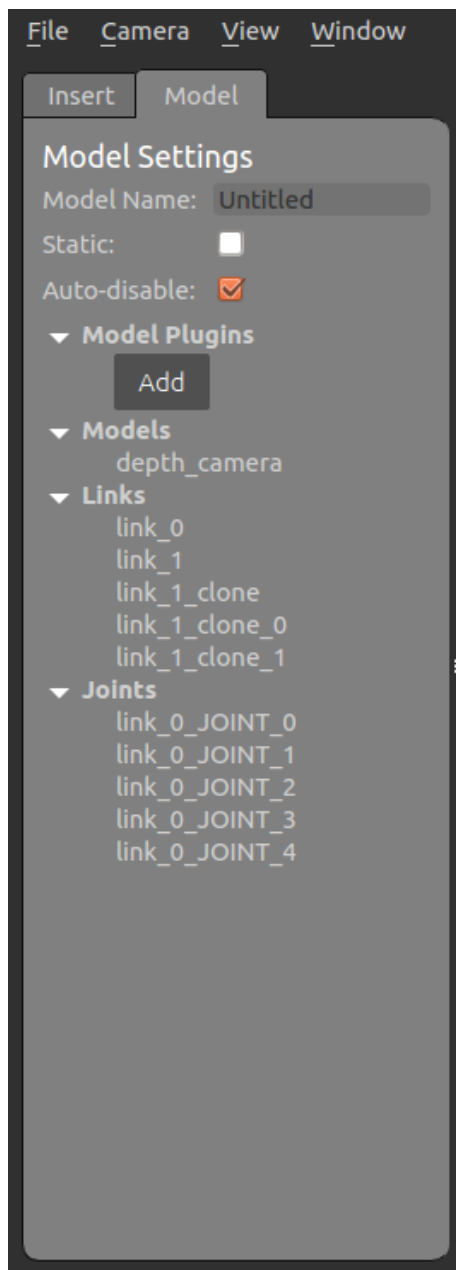 File Camera View Window
Insert Model
Model Settings
Model Name: Untitled
Static:
Auto-disable:
Model Plugins
Add
Models
depth_camera
Links
link_0
link_1
link_1_clone
link_1_clone_0
link_1_clone_1
Joints
link_0_JOINT_0
link_0_JOINT_1
link_0_JOINT_2
link_0_JOINT_3
link_0_JOINT_4